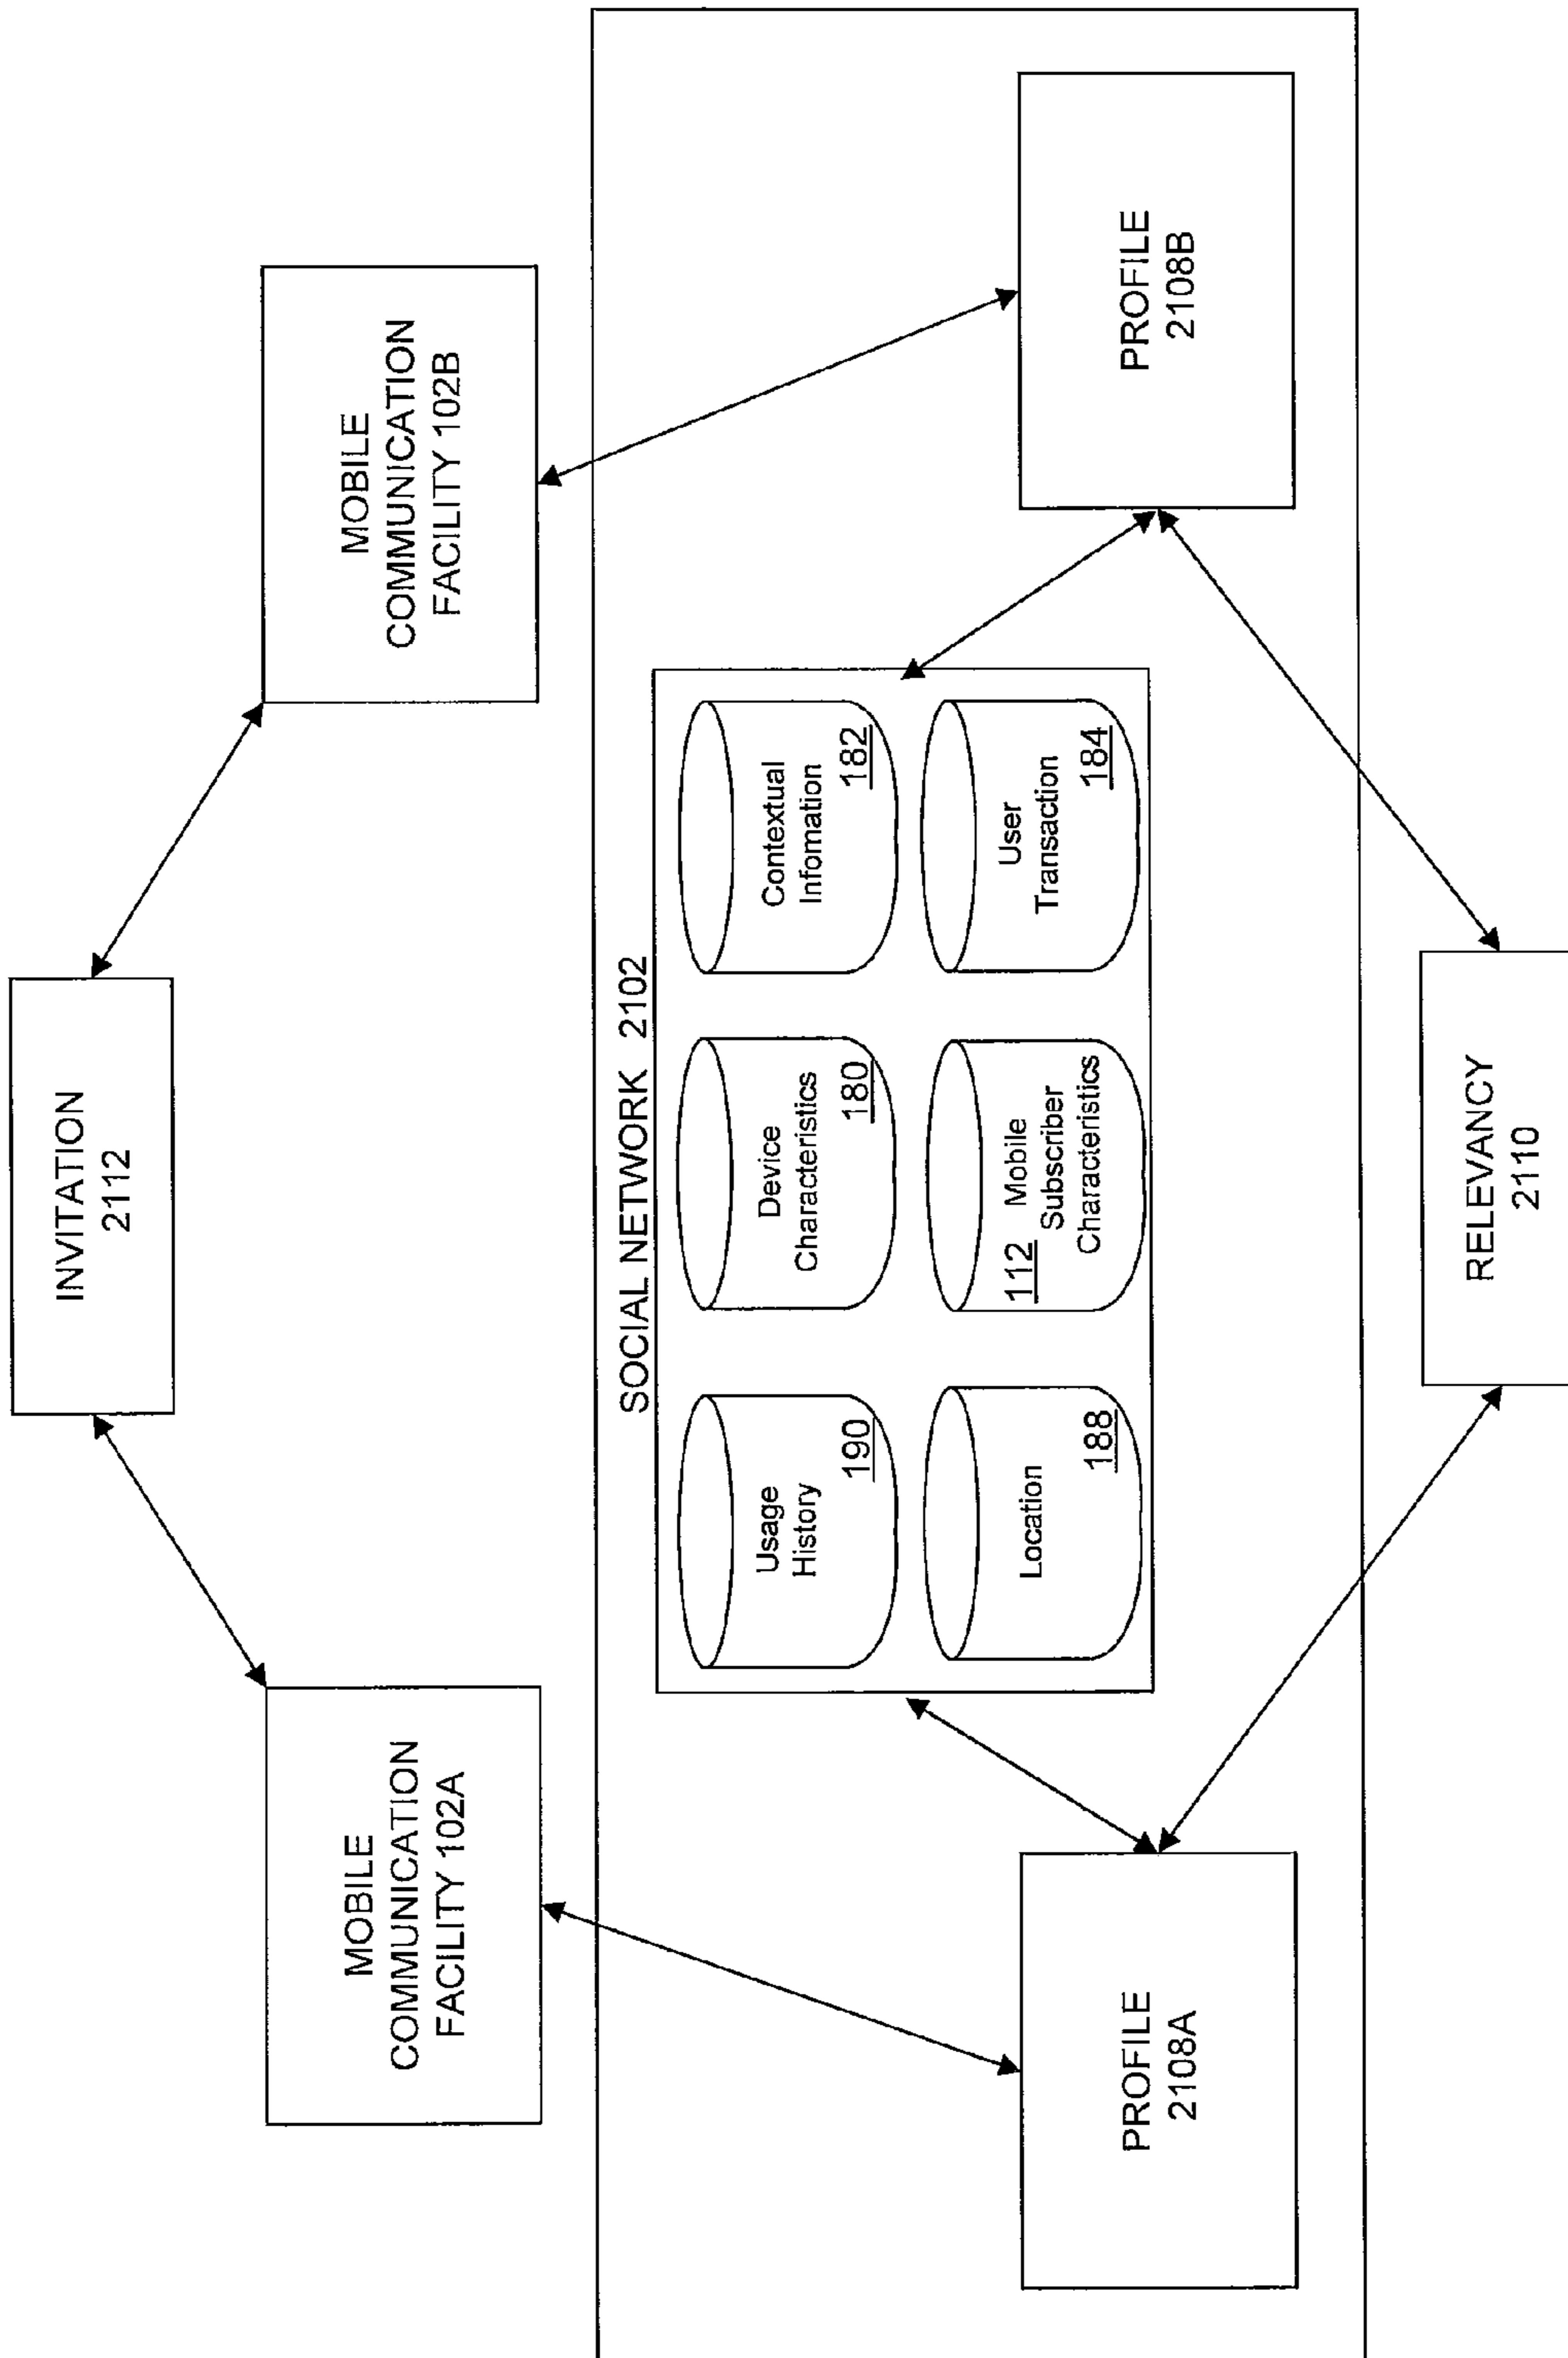 INVITATION
2112
MOBILE
COMMUNICATION
FACILITY 102A
MOBILE
COMMUNICATION
FACILITY 102B
SOCIAL NETWORK 2102
Usage
History
190
Device
Characteristics
180
Contextual
Infomation
182
Location
188
112 Mobile
Subscriber
Characteristics
User
Transaction
184
PROFILE
2108A
PROFILE
2108B
RELEVANCY
2110